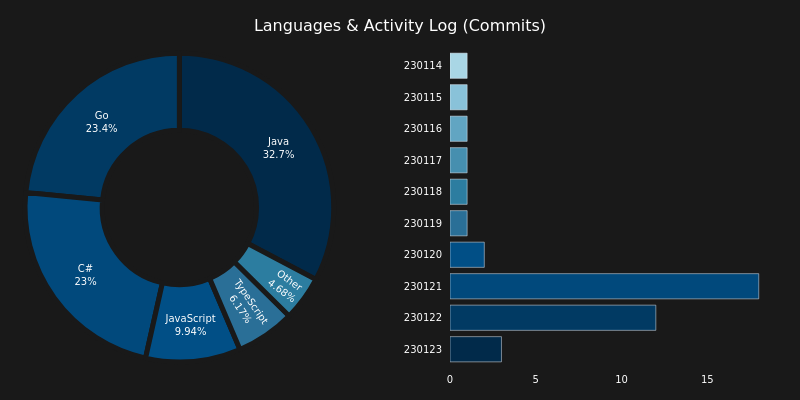 Languages & Activity Log (Commits)
Java
32.7%
Go
23.4%
C#
23%
JavaScript
9.94%
TypeScript
6.17%
Other
4.68%
230114
230115
230116
230117
230118
230119
230120
230121
230122
230123
0
5
10
15